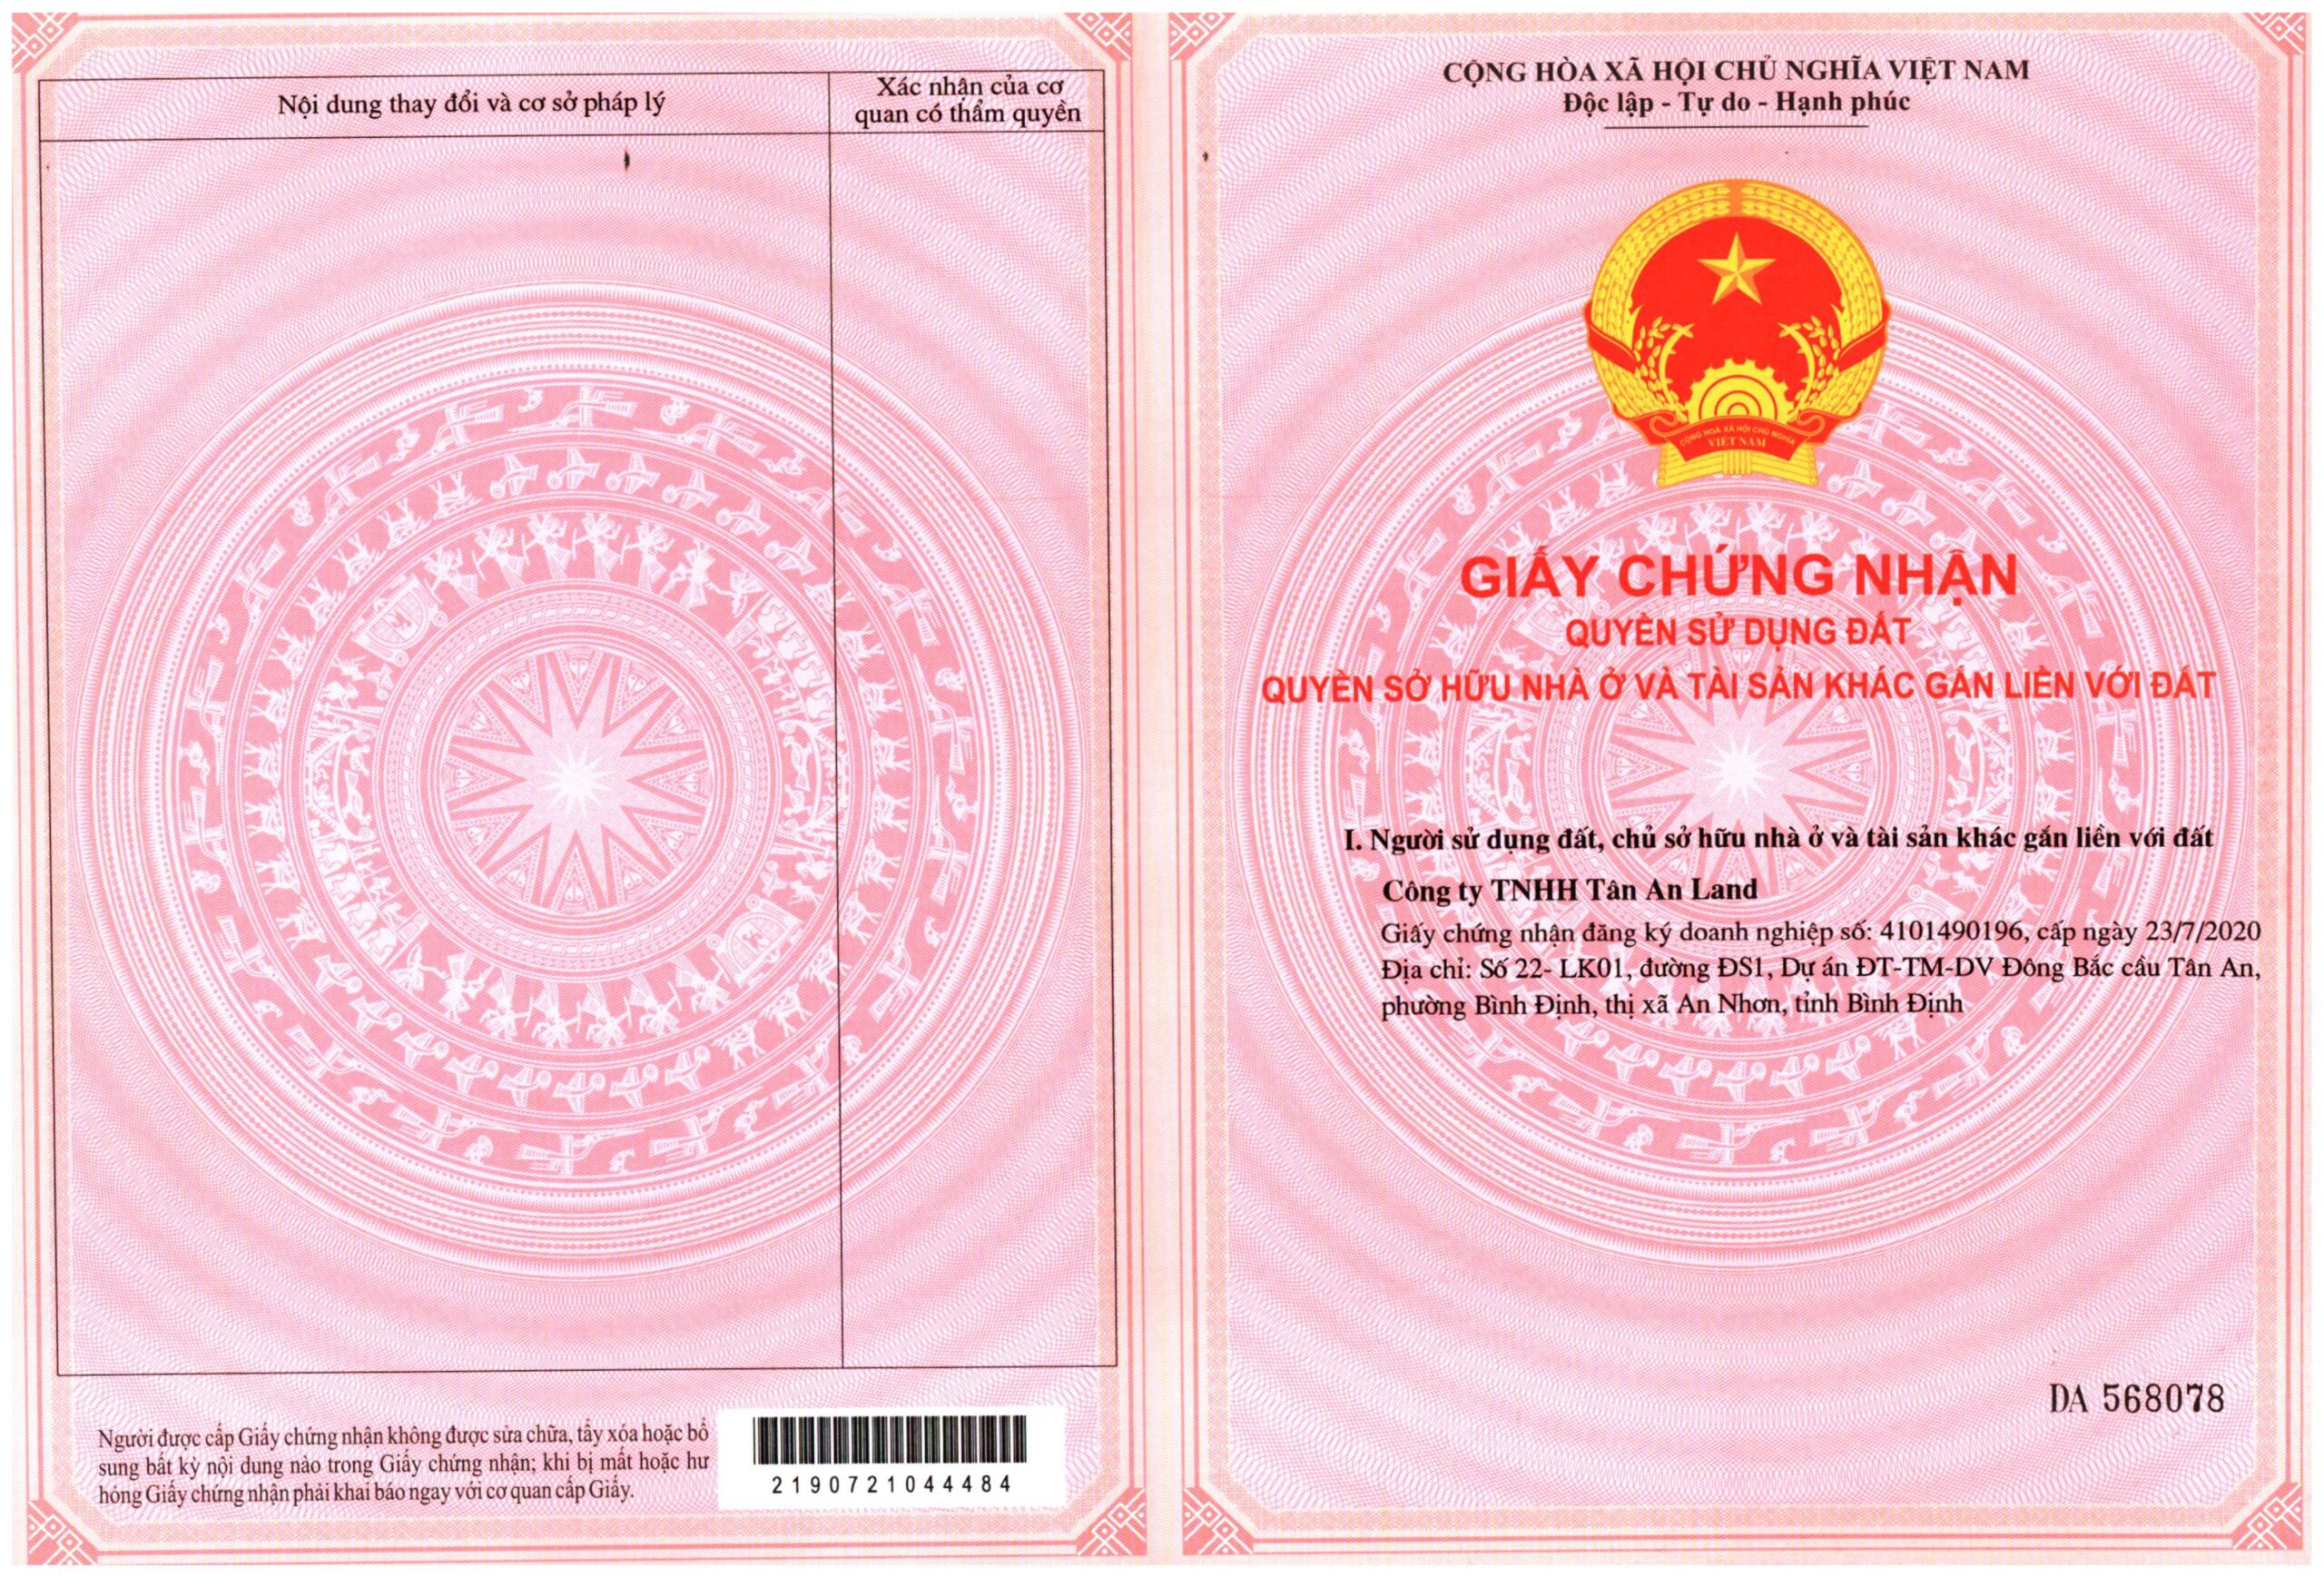 Nội dung thay đổi và cơ sở pháp lý
Xác nhận của cơ
quan có thẩm quyền
Người được cấp Giấy chứng nhận không được sửa chữa, tẩy xóa hoặc bổ
sung bất kỳ nội dung nào trong Giấy chứng nhận; khi bị mất hoặc hư
hỏng Giấy chứng nhận phải khai báo ngay với cơ quan cấp Giấy.
2190721044484
CỘNG HÒA XÃ HỘI CHỦ NGHĨA VIỆT NAM
Độc lập - Tự do - Hạnh phúc
CỘNG HOÀ XÃ HỘI CHỦ NGHĨA
VIỆT NAM
GIẤY CHỨNG NHẬN
QUYỀN SỬ DỤNG ĐẤT
QUYỀN SỞ HỮU NHÀ Ở VÀ TÀI SẢN KHÁC GẮN LIỀN VỚI ĐẤT
I. Người sử dụng đất, chủ sở hữu nhà ở và tài sản khác gắn liền với đất
Công ty TNHH Tân An Land
Giấy chứng nhận đăng ký doanh nghiệp số: 4101490196, cấp ngày 23/7/2020
Địa chỉ: Số 22- LK01, đường ĐS1, Dự án ĐT-TM-DV Đông Bắc cầu Tân An,
phường Bình Định, thị xã An Nhơn, tỉnh Bình Định
DA 568078